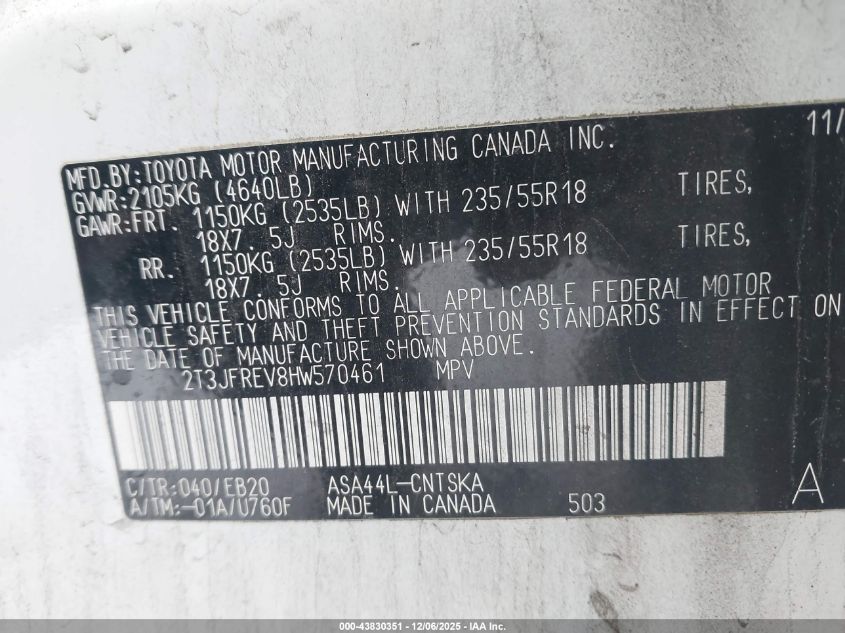 11/
MFD.BY:TOYOTA MOTOR MANUFACTURING CANADA INC.
GVWR:2105KG (4640LB)
GAWR:FRT. 1150KG (2535LB) WITH 235/55R18 TIRES,
18X7. 5J RIMS.
RR. 1150KG (2535LB) WITH 235/55R18 TIRES,
18X7. 5J RIMS.
THIS VEHICLE CONFORMS TO ALL APPLICABLE FEDERAL MOTOR
VEHICLE SAFETY AND THEFT PREVENTION STANDARDS IN EFFECT ON
THE DATE OF MANUFACTURE SHOWN ABOVE.
2T3JFREV8HW570461 MPV
C/TR:040/EB20 ASA44L-CNTSKA
A/TM:-01A/U760F MADE IN CANADA 503 A
000-43830351 - 12/06/2025 - IAA Inc.